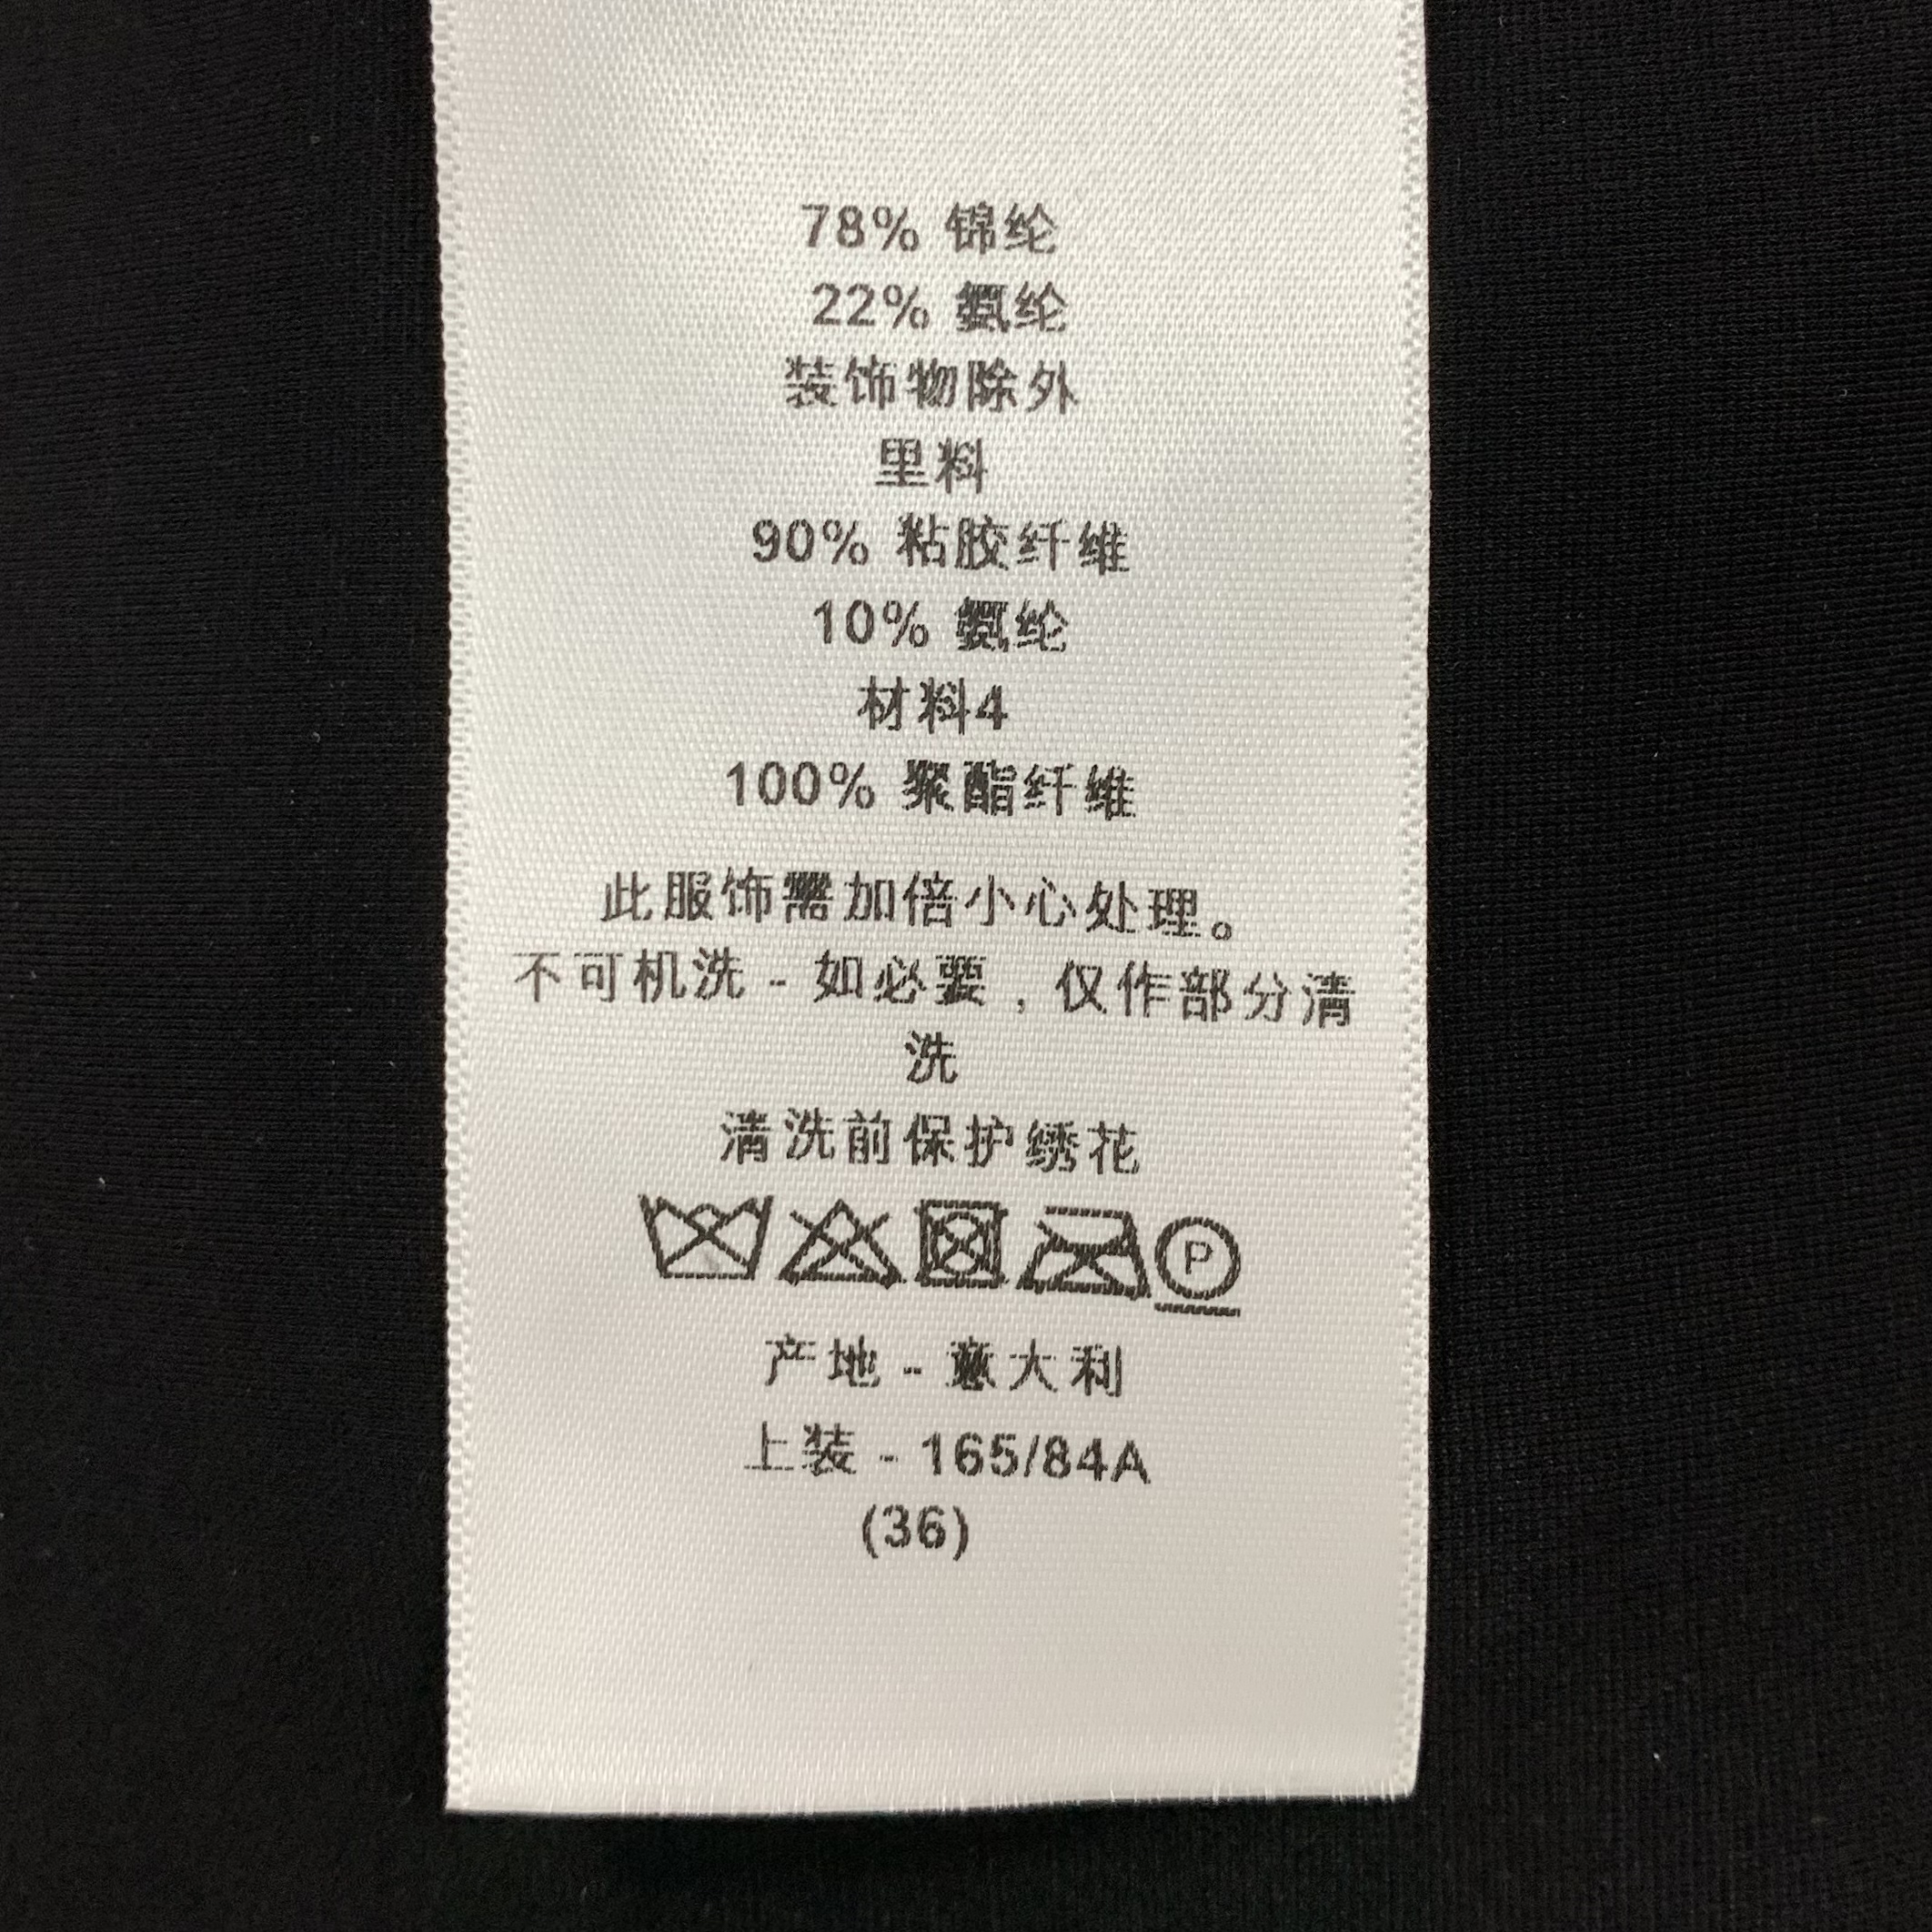 78% 锦纶
22% 氨纶
装饰物除外
里料
90% 粘胶纤维
10% 氨纶
材料4
100% 聚酯纤维
此服饰需加倍小心处理。
不可机洗 - 如必要，仅作部分清
洗
清洗前保护绣花
P
产地 - 意大利
上装 - 165/84A
(36)